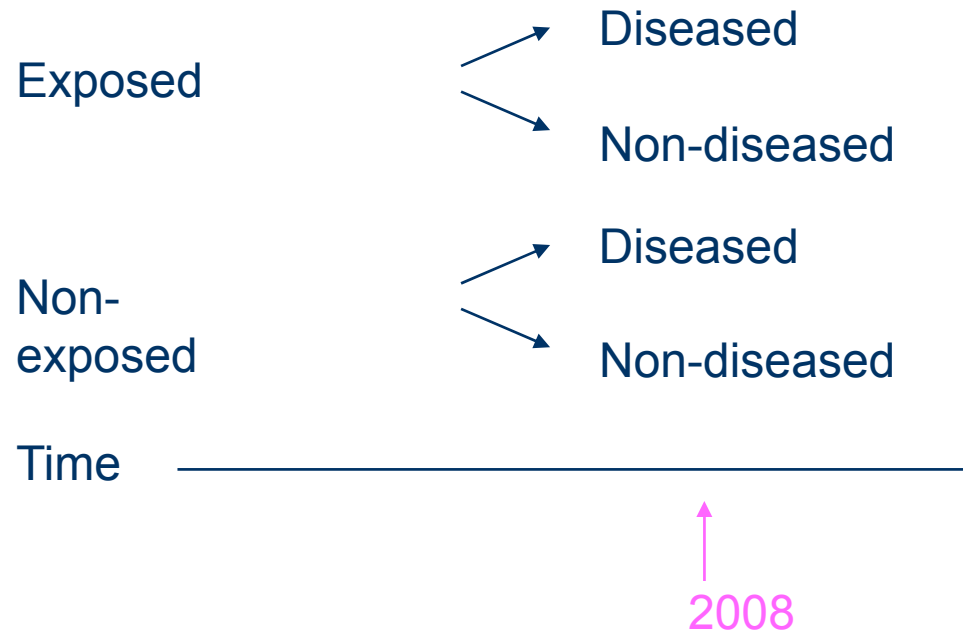 Diseased
Exposed
Non-diseased
Diseased
Non-
exposed
Non-diseased
Time
2008